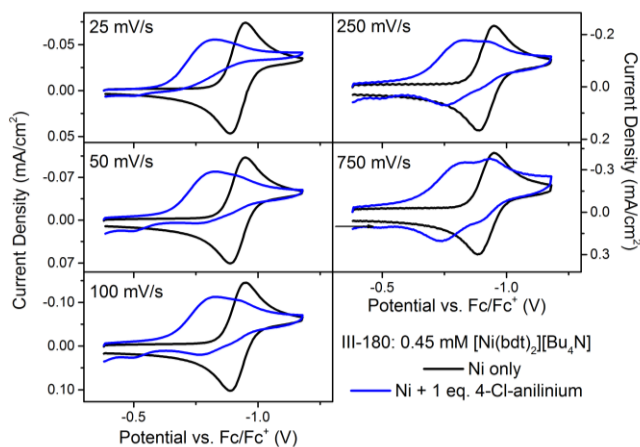 25 mV/s
-0.05
0.00
0.05
250 mV/s
-0.2
0.0
0.2
50 mV/s
-0.07
0.00
0.07
750 mV/s
-0.3
0.0
0.3
100 mV/s
-0.10
0.00
0.10
-0.5
-1.0
Potential vs. Fc/Fc⁺ (V)
-0.5
-1.0
Potential vs. Fc/Fc⁺ (V)
Current Density (mA/cm²)
Current Density (mA/cm²)
III-180: 0.45 mM [Ni(bdt)₂][Bu₄N]
Ni only
Ni + 1 eq. 4-Cl-anilinium